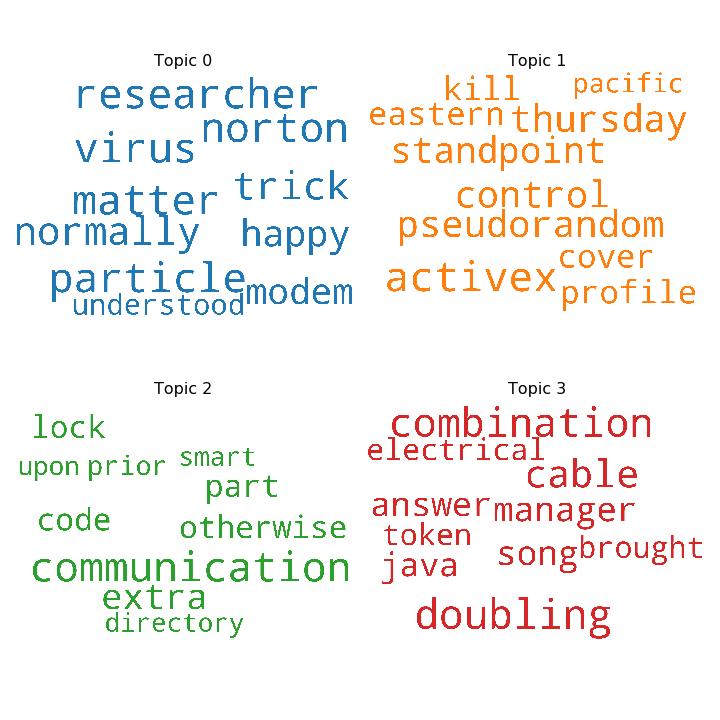 Topic 0
researcher
norton
virus
trick
matter
normally
happy
particle
modem
understood
Topic 1
kill
pacific
eastern
thursday
standpoint
control
pseudorandom
cover
activex
profile
Topic 2
lock
smart
upon
prior
part
code
otherwise
communication
extra
directory
Topic 3
combination
electrical
cable
answer
manager
token
song
brought
java
doubling